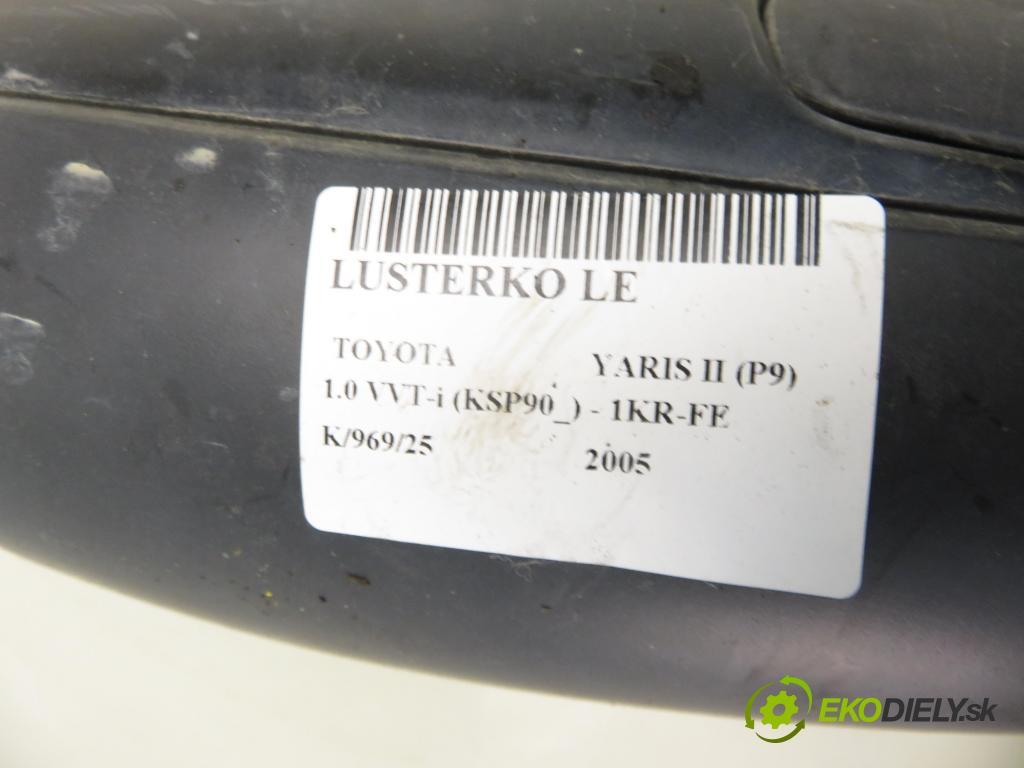 LUSTERKO LE
TOYOTA YARIS II (P9)
1.0 VVT-i (KSP90_) - 1KR-FE
K/969/25 2005
EKODIELY.sk